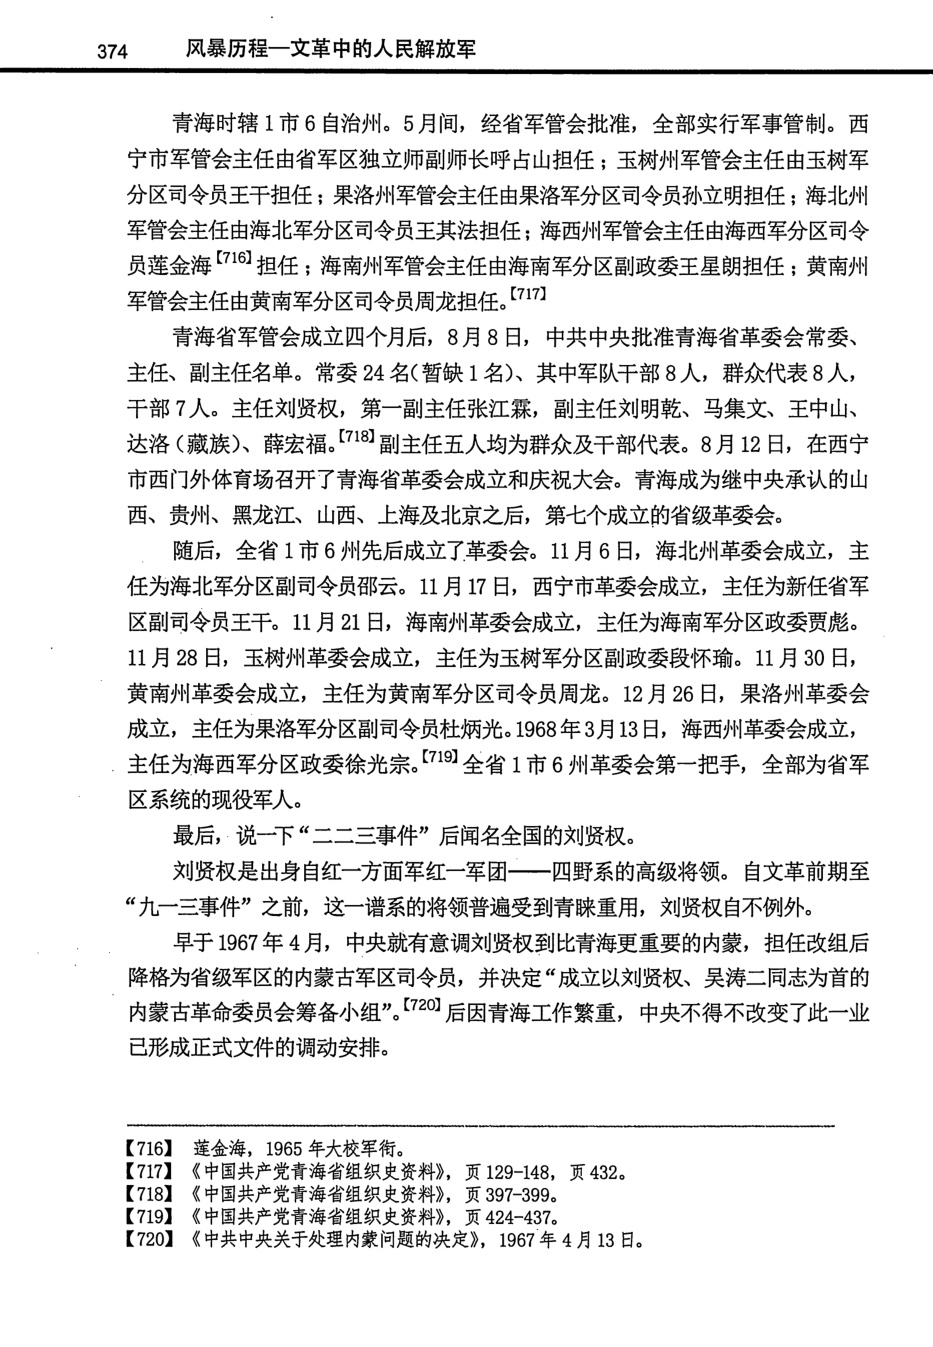 374 风暴历程—文革中的人民解放军
青海时辖1市6自治州。5月间，经省军管会批准，全部实行军事管制。西
宁市军管会主任由省军区独立师副师长呼占山担任；玉树州军管会主任由玉树军
分区司令员王干担任；果洛州军管会主任由果洛军分区司令员孙立明担任；海北州
军管会主任由海北军分区司令员王其法担任；海西州军管会主任由海西军分区司令
员莲金海【716】担任；海南州军管会主任由海南军分区副政委王星朗担任；黄南州
军管会主任由黄南军分区司令员周龙担任。【717】
青海省军管会成立四个月后，8月8日，中共中央批准青海省革委会常委、
主任、副主任名单。常委24名（暂缺1名）、其中军队干部8人，群众代表8人，
干部7人。主任刘贤权，第一副主任张江霖，副主任刘明乾、马集文、王中山、
达洛（藏族）、薛宏福。【718】副主任五人均为群众及干部代表。8月12日，在西宁
市西门外体育场召开了青海省革委会成立和庆祝大会。青海成为继中央承认的山
西、贵州、黑龙江、山西、上海及北京之后，第七个成立的省级革委会。
随后，全省1市6州先后成立了革委会。11月6日，海北州革委会成立，主
任为海北军分区副司令员邵云。11月17日，西宁市革委会成立，主任为新任省军
区副司令员王干。11月21日，海南州革委会成立，主任为海南军分区政委贾彪。
11月28日，玉树州革委会成立，主任为玉树军分区副政委段怀瑜。11月30日，
黄南州革委会成立，主任为黄南军分区司令员周龙。12月26日，果洛州革委会
成立，主任为果洛军分区副司令员杜炳光。1968年3月13日，海西州革委会成立，
主任为海西军分区政委徐光宗。【719】全省1市6州革委会第一把手，全部为省军
区系统的现役军人。
最后，说一下“二二三事件”后闻名全国的刘贤权。
刘贤权是出身自红一方面军红一军团——四野系的高级将领。自文革前期至
“九一三事件”之前，这一谱系的将领普遍受到青睐重用，刘贤权自不例外。
早于1967年4月，中央就有意调刘贤权到比青海更重要的内蒙，担任改组后
降格为省级军区的内蒙古军区司令员，并决定“成立以刘贤权、吴涛二同志为首的
内蒙古革命委员会筹备小组”。【720】后因青海工作繁重，中央不得不改变了此一业
已形成正式文件的调动安排。
【716】 莲金海，1965年大校军衔。
【717】《中国共产党青海省组织史资料》，页129-148，页432。
【718】《中国共产党青海省组织史资料》，页397-399。
【719】《中国共产党青海省组织史资料》，页424-437。
【720】《中共中央关于处理内蒙问题的决定》，1967年4月13日。